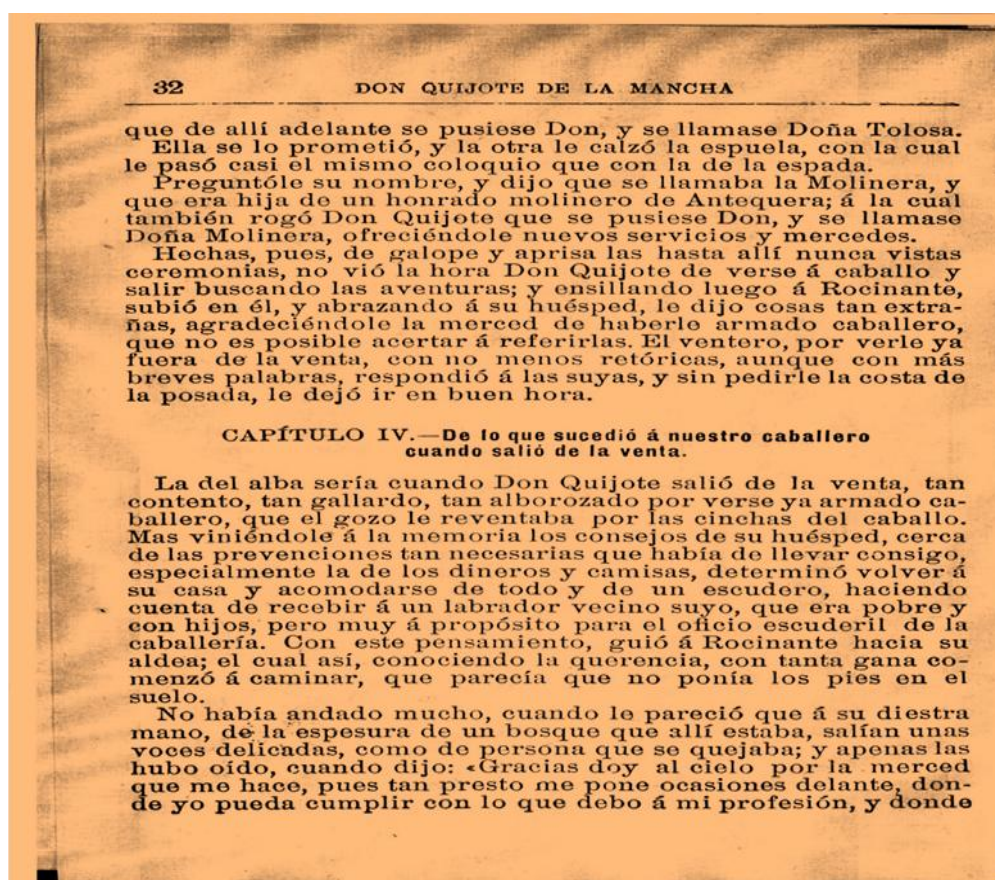 32 DON QUIJOTE DE LA MANCHA
que de allí adelante se pusiese Don, y se llamase Doña Tolosa.
Ella se lo prometió, y la otra le calzó la espuela, con la cual
le pasó casi el mismo coloquio que con la de la espada.
Preguntóle su nombre, y dijo que se llamaba la Molinera, y
que era hija de un honrado molinero de Antequera; á la cual
también rogó Don Quijote que se pusiese Don, y se llamase
Doña Molinera, ofreciéndole nuevos servicios y mercedes.
Hechas, pues, de galope y aprisa las hasta allí nunca vistas
ceremonias, no vió la hora Don Quijote de verse á caballo y
salir buscando las aventuras; y ensillando luego á Rocinante,
subió en él, y abrazando á su huésped, le dijo cosas tan extra-
ñas, agradeciéndole la merced de haberle armado caballero,
que no es posible acertar á referirlas. El ventero, por verle ya
fuera de la venta, con no menos retóricas, aunque con más
breves palabras, respondió á las suyas, y sin pedirle la costa de
la posada, le dejó ir en buen hora.
CAPÍTULO IV.—De lo que sucedió á nuestro caballero
cuando salió de la venta.
La del alba sería cuando Don Quijote salió de la venta, tan
contento, tan gallardo, tan alborozado por verse ya armado ca-
ballero, que el gozo le reventaba por las cinchas del caballo.
Mas viniéndole á la memoria los consejos de su huésped, cerca
de las prevenciones tan necesarias que había de llevar consigo,
especialmente la de los dineros y camisas, determinó volver á
su casa y acomodarse de todo y de un escudero, haciendo
cuenta de recebir á un labrador vecino suyo, que era pobre y
con hijos, pero muy á propósito para el oficio escuderil de la
caballería. Con este pensamiento, guió á Rocinante hacia su
aldea; el cual así, conociendo la querencia, con tanta gana co-
menzó á caminar, que parecía que no ponía los pies en el
suelo.
No había andado mucho, cuando le pareció que á su diestra
mano, de la espesura de un bosque que allí estaba, salían unas
voces delicadas, como de persona que se quejaba; y apenas las
hubo oído, cuando dijo: «Gracias doy al cielo por la merced
que me hace, pues tan presto me pone ocasiones delante, don-
de yo pueda cumplir con lo que debo á mi profesión, y donde